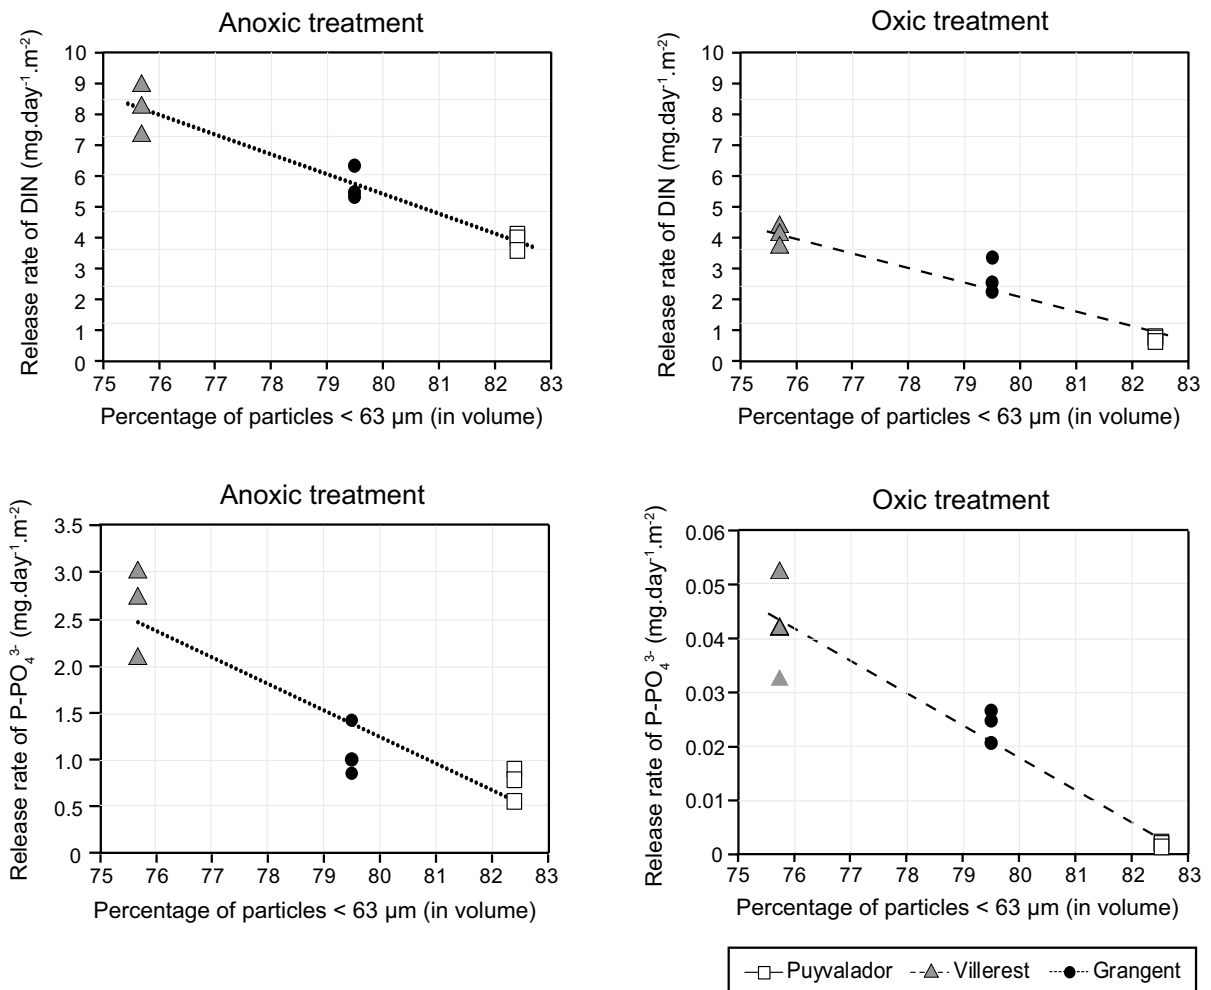 Anoxic treatment
Release rate of DIN (mg.day⁻¹.m⁻²)
10
9
8
7
6
5
4
3
2
1
0
75 76 77 78 79 80 81 82 83
Percentage of particles < 63 µm (in volume)
Oxic treatment
Release rate of DIN (mg.day⁻¹.m⁻²)
10
9
8
7
6
5
4
3
2
1
0
75 76 77 78 79 80 81 82 83
Percentage of particles < 63 µm (in volume)
Anoxic treatment
Release rate of P-PO₄³⁻ (mg.day⁻¹.m⁻²)
3.5
3.0
2.5
2.0
1.5
1.0
0.5
0
75 76 77 78 79 80 81 82 83
Percentage of particles < 63 µm (in volume)
Oxic treatment
Release rate of P-PO₄³⁻ (mg.day⁻¹.m⁻²)
0.06
0.05
0.04
0.03
0.02
0.01
0
75 76 77 78 79 80 81 82 83
Percentage of particles < 63 µm (in volume)
Puyvalador Villerest Grangent